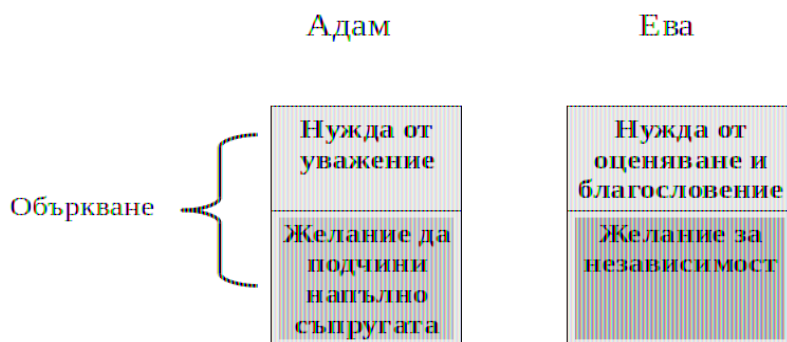 Адам
Ева
Нужда от
уважение
Нужда от
оценяване и
благословение
Объркване
Желание да
подчини
напълно
съпругата
Желание за
независимост